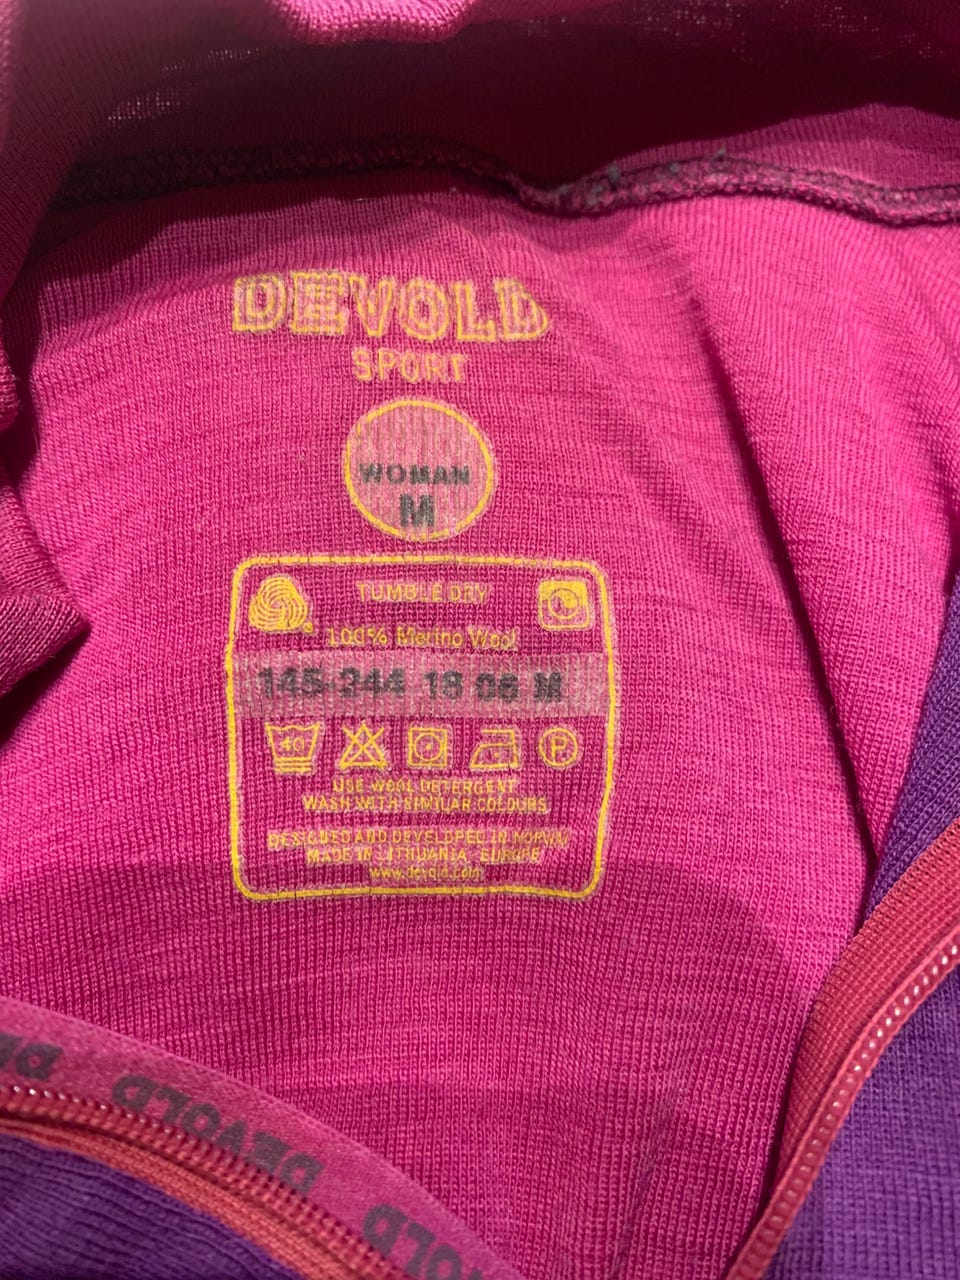 DEVOLD
SPORT
WOMAN
M
TUMBLE DRY
100% Merino Wool
145-244 18 06 M
40 P
USE WOOL DETERGENT
WASH WITH SIMILAR COLOURS
DESIGNED AND DEVELOPED IN NORWAY
MADE IN LITHUANIA, EUROPE
www.devold.com
DEVOLD
DEVOLD